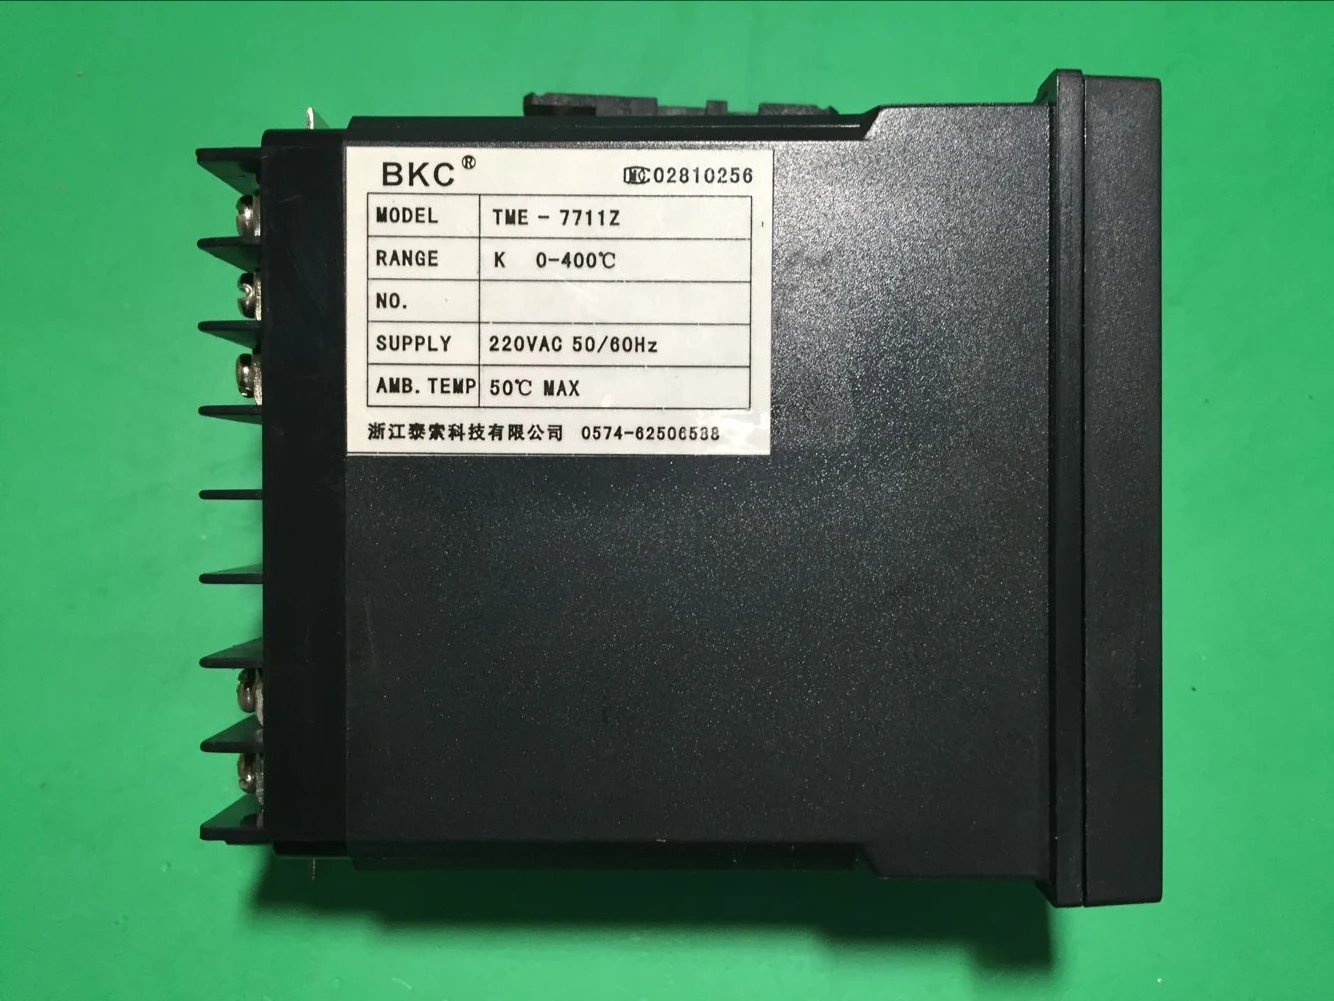 BKC®
MC02810256
MODEL TME-7711Z
RANGE K 0-400℃
NO.
SUPPLY 220VAC 50/60Hz
AMB.TEMP 50℃ MAX
浙江泰索科技有限公司 0574-62506588